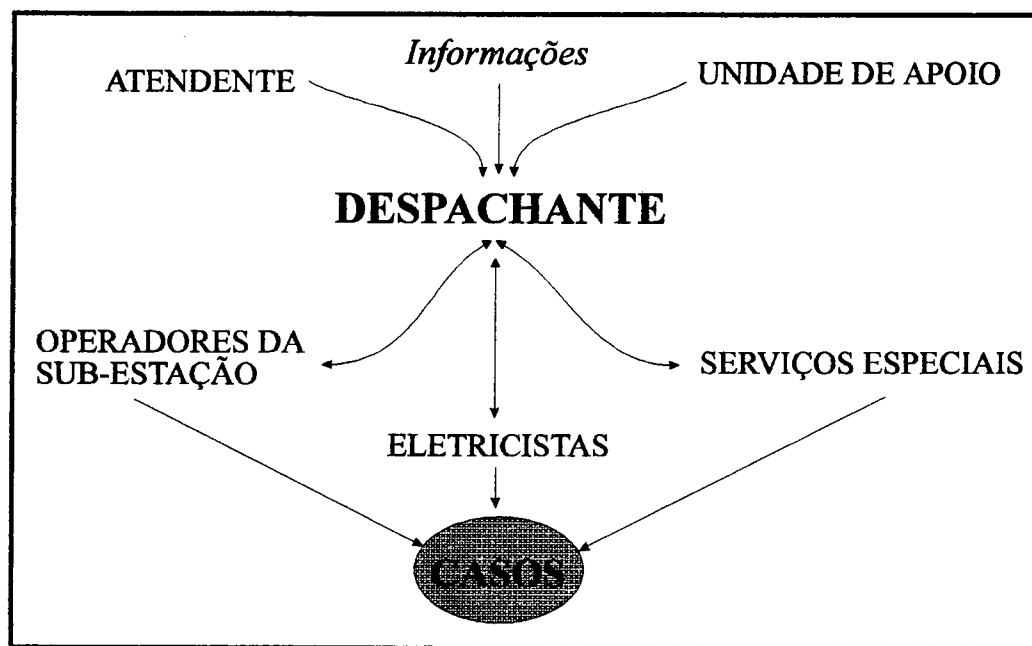 Informações
ATENDENTE
UNIDADE DE APOIO
DESPACHANTE
OPERADORES DA
SUB-ESTAÇÃO
SERVIÇOS ESPECIAIS
ELETRICISTAS
CASOS